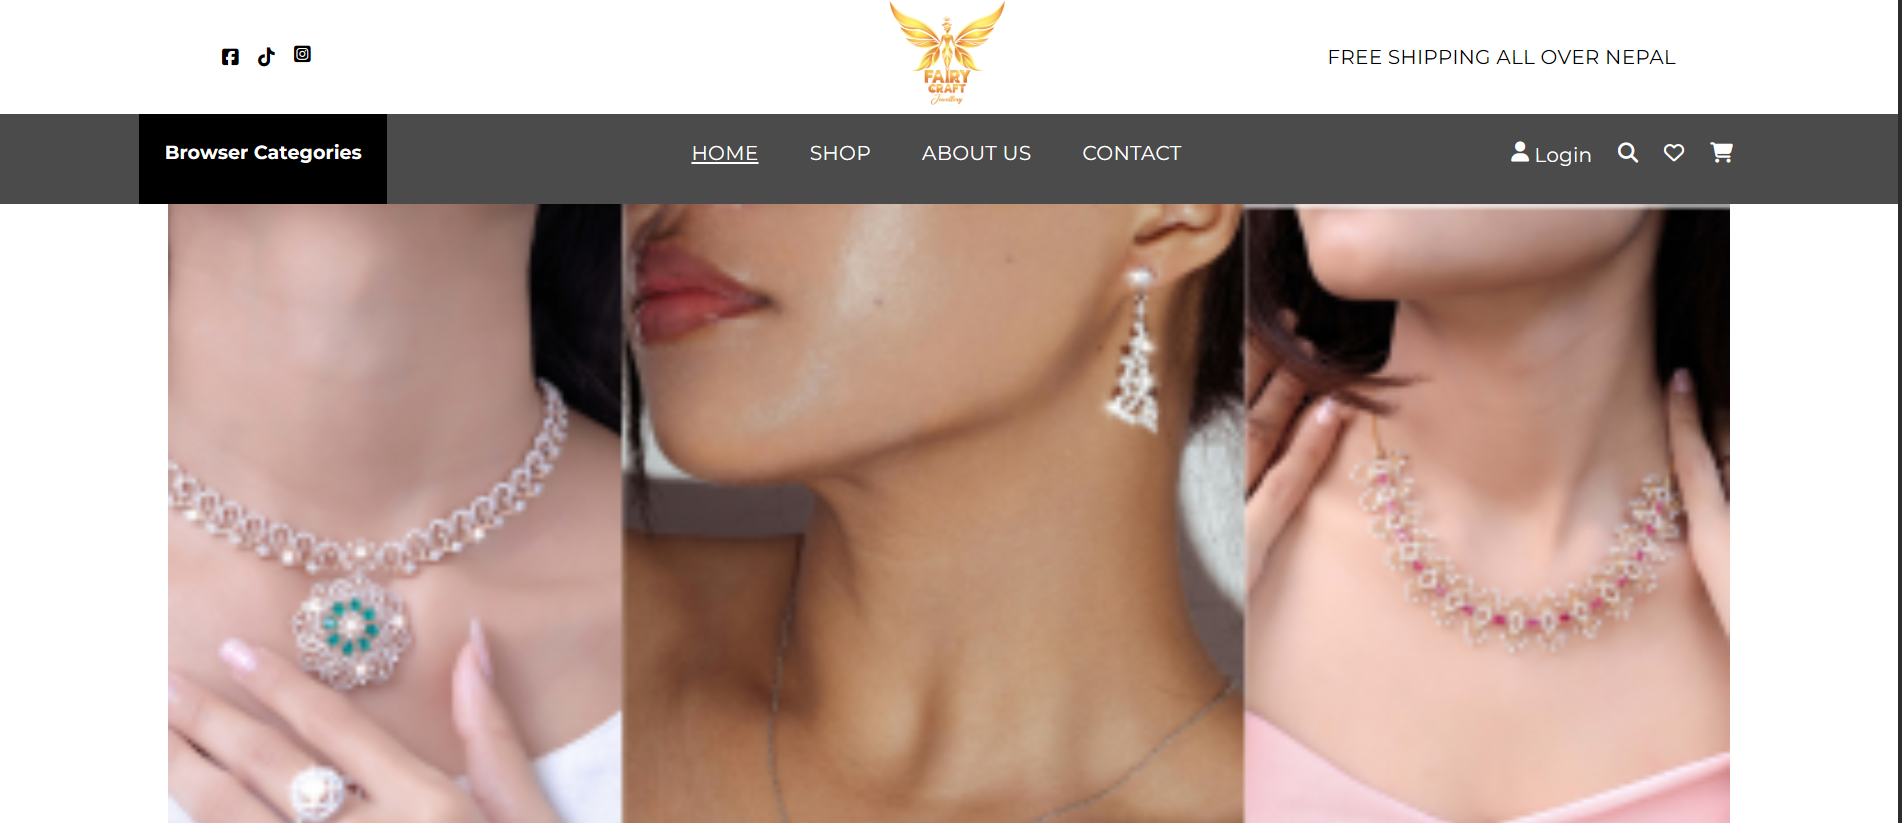 FAIRY
CRAFT
Jewellery
FREE SHIPPING ALL OVER NEPAL
Browser Categories
HOME
SHOP
ABOUT US
CONTACT
Login